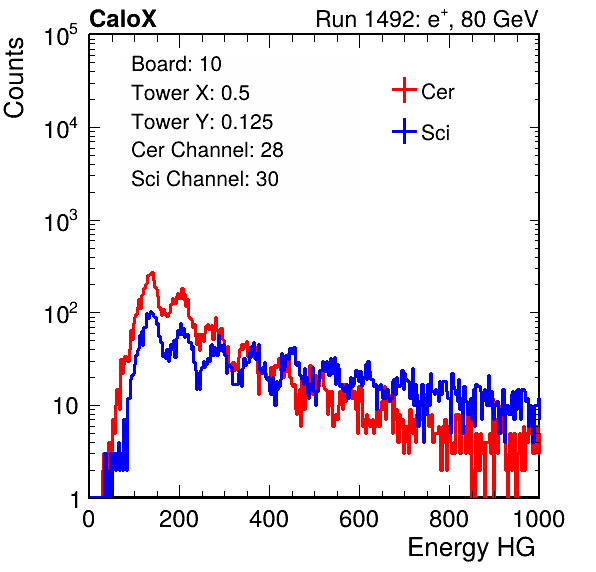 CaloX Run 1492: e⁺, 80 GeV
Counts
10⁵
10⁴
10³
10²
10
1
Board: 10
Tower X: 0.5
Tower Y: 0.125
Cer Channel: 28
Sci Channel: 30
Cer
Sci
0 200 400 600 800 1000
Energy HG